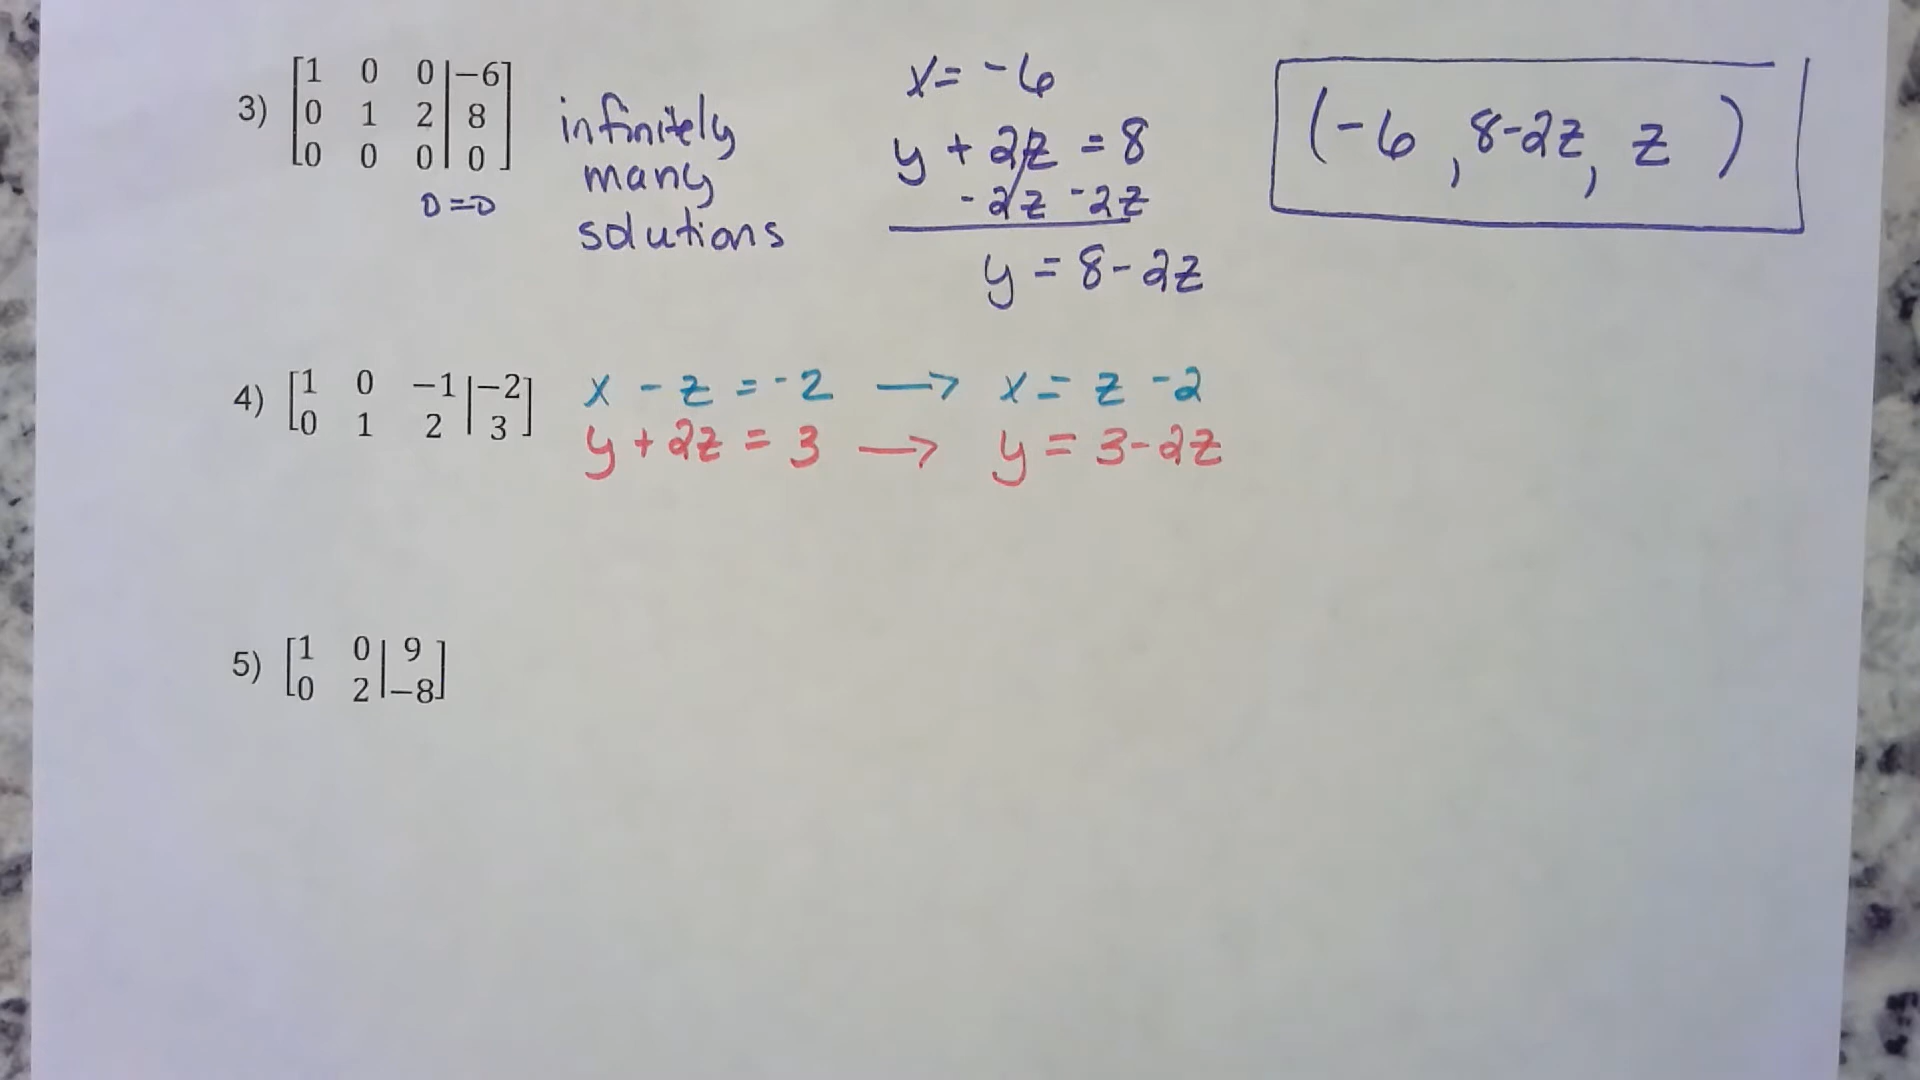 3) [1 0 0 | −6]
[0 1 2 | 8]
[0 0 0 | 0]
0=0
infinitely
many
solutions
x = -6
y + 2z = 8
-2z -2z
y = 8-2z
(-6, 8-2z, z)
4) [1 0 −1 | −2]
[0 1 2 | 3]
x - z = -2 → x = z -2
y + 2z = 3 → y = 3-2z
5) [1 0 | 9]
[0 2 | −8]